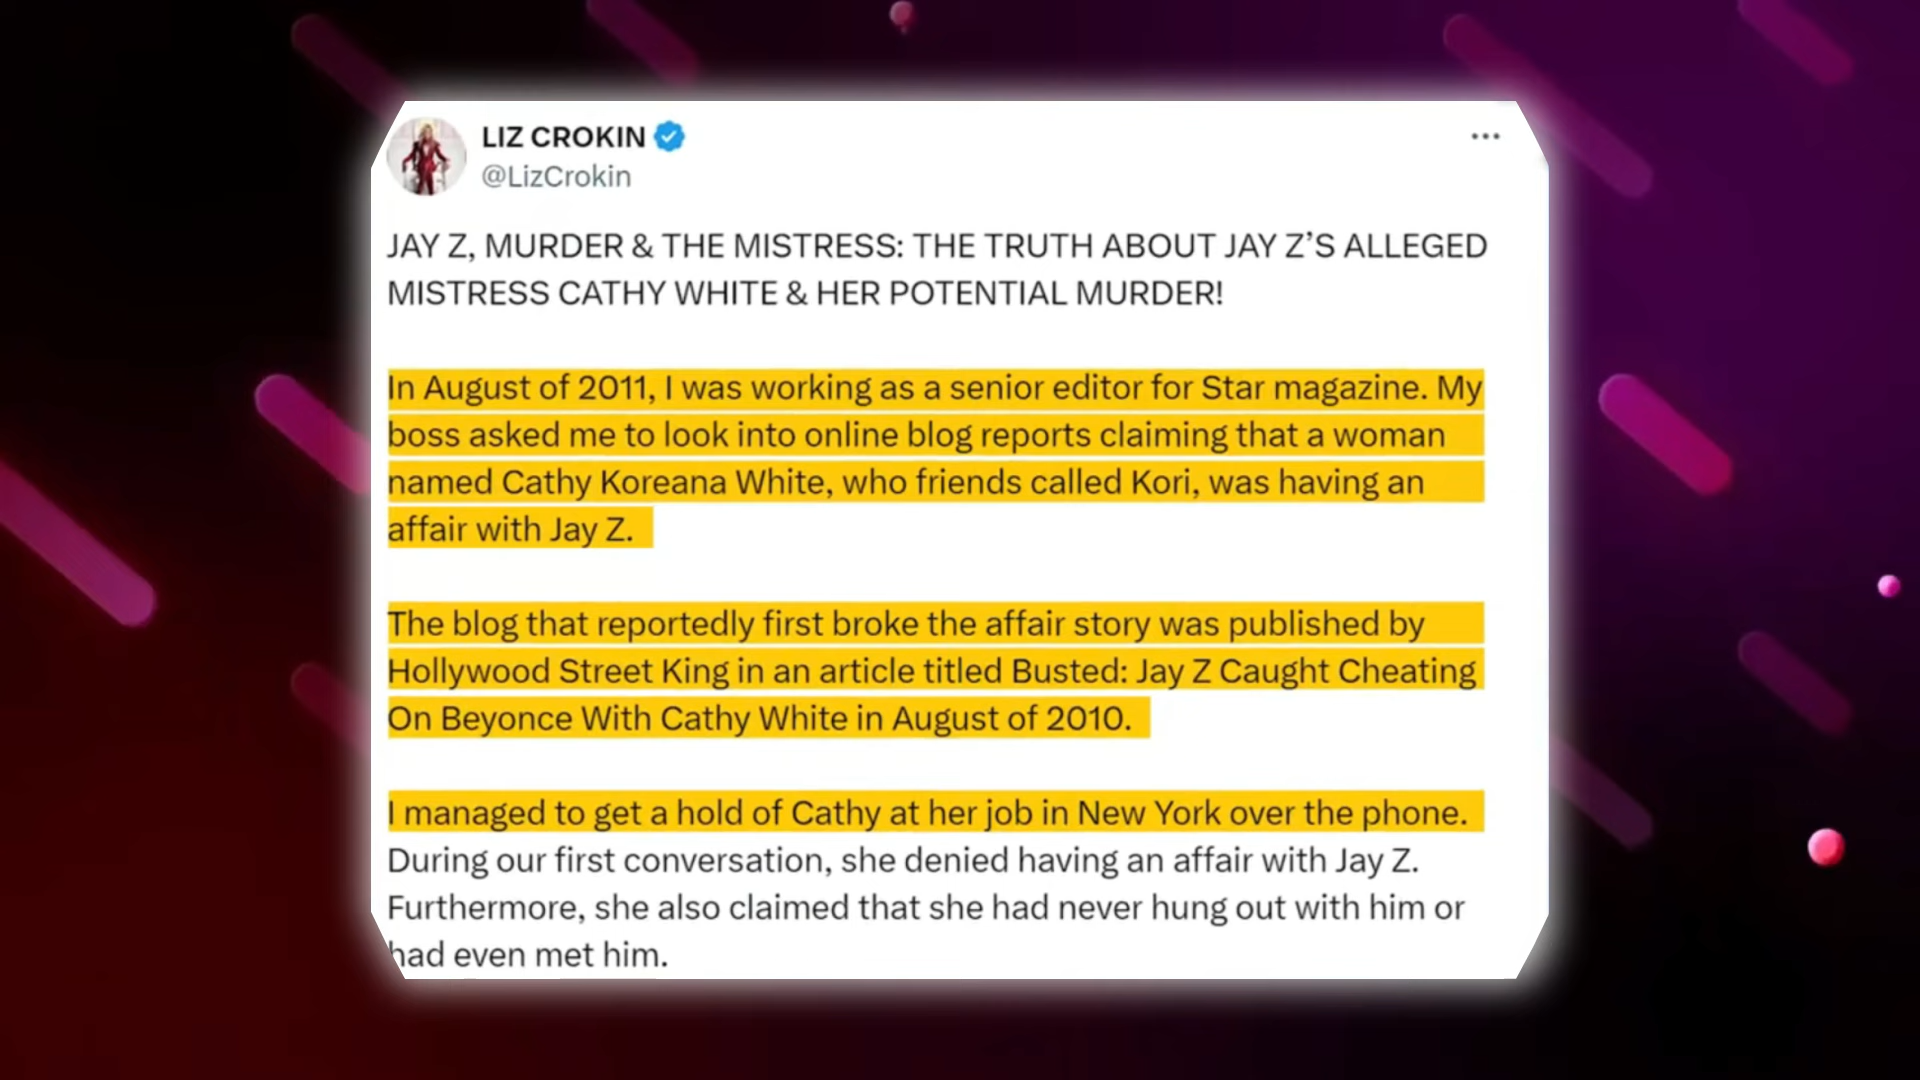 LIZ CROKIN
@LizCrokin
JAY Z, MURDER & THE MISTRESS: THE TRUTH ABOUT JAY Z’S ALLEGED
MISTRESS CATHY WHITE & HER POTENTIAL MURDER!
In August of 2011, I was working as a senior editor for Star magazine. My
boss asked me to look into online blog reports claiming that a woman
named Cathy Koreana White, who friends called Kori, was having an
affair with Jay Z.
The blog that reportedly first broke the affair story was published by
Hollywood Street King in an article titled Busted: Jay Z Caught Cheating
On Beyonce With Cathy White in August of 2010.
I managed to get a hold of Cathy at her job in New York over the phone.
During our first conversation, she denied having an affair with Jay Z.
Furthermore, she also claimed that she had never hung out with him or
had even met him.